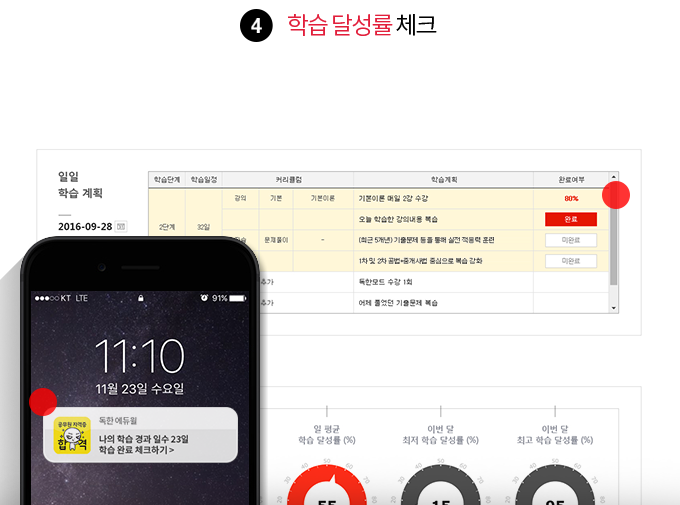 4 학습 달성률 체크
일일
학습 계획
2016-09-28
학습단계 학습일정 커리큘럼 학습계획 완료여부
2단계 32일
강의 기본 기본이론 기본이론 매일 2강 수강 80%
오늘 학습한 강의내용 복습 완료
문제풀이 - (최근 5개년) 기출문제 등을 통해 실전 적응력 훈련 미완료
1차 및 2차 공법+중개사법 중심으로 복습 강화 미완료
추가 독한모드 수강 1회
추가 어제 풀었던 기출문제 복습
KT LTE 91%
11:10
11월 23일 수요일
독한 에듀윌
공무원 자격증
합격
나의 학습 경과 일수 23일
학습 완료 체크하기 >
일 평균
학습 달성률 (%)
이번 달
최저 학습 달성률 (%)
이번 달
최고 학습 달성률 (%)
55 15 95